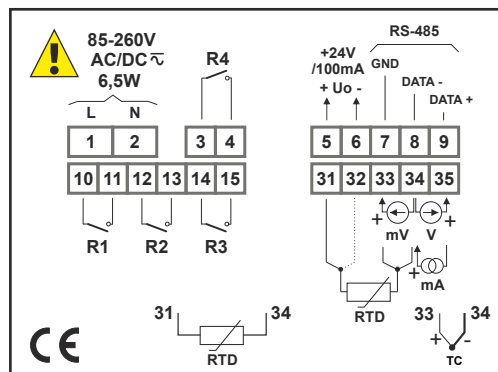 85-260V
AC/DC
6,5W
L N
R4
+24V
/100mA
+ Uo -
RS-485
GND
DATA -
DATA +
1 2 3 4 5 6 7 8 9
10 11 12 13 14 15 31 32 33 34 35
R1 R2 R3
+ mV V +
+ mA
RTD
31 34
RTD
33 34
+ -
TC
CE